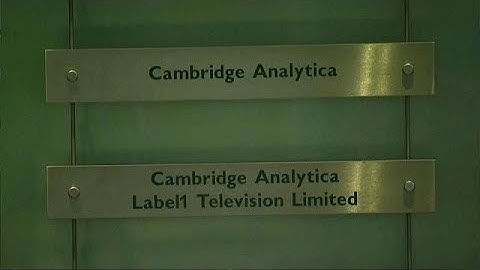 Cambridge Analytica
Cambridge Analytica
Label1 Television Limited